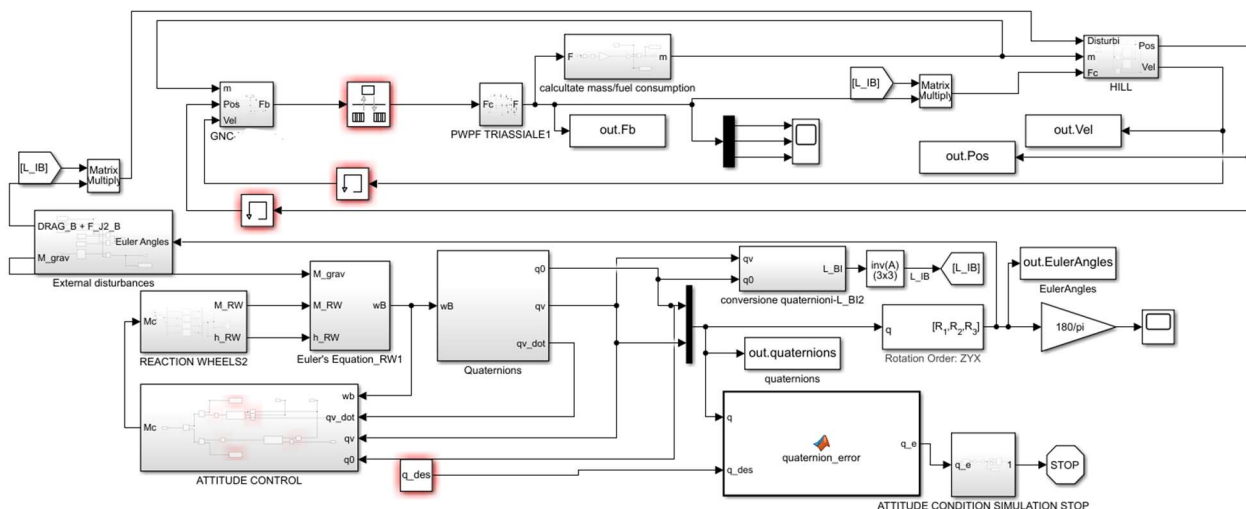 F
m
calcultate mass/fuel consumption
Disturbi
m
Fc
Pos
Vel
HILL
m
Pos
Vel
Fb
GNC
Fc
F
PWPF TRIASSIALE1
[L_IB]
Matrix
Multiply
out.Fb
out.Vel
out.Pos
[L_IB]
Matrix
Multiply
DRAG_B + F_J2_B
Euler Angles
M_grav
External disturbances
M_grav
M_RW
h_RW
wB
Euler's Equation_RW1
Mc
M_RW
h_RW
REACTION WHEELS2
wB
q0
qv
qv_dot
Quaternions
qv
q0
L_BI
conversione quaternioni-L_BI2
inv(A)
(3x3)
L_IB
[L_IB]
out.EulerAngles
EulerAngles
q
[R1,R2,R3]
Rotation Order: ZYX
180/pi
out.quaternions
quaternions
Mc
wb
qv_dot
qv
q0
ATTITUDE CONTROL
q_des
q
q_des
quaternion_error
q_e
q_e
1
ATTITUDE CONDITION SIMULATION STOP
STOP